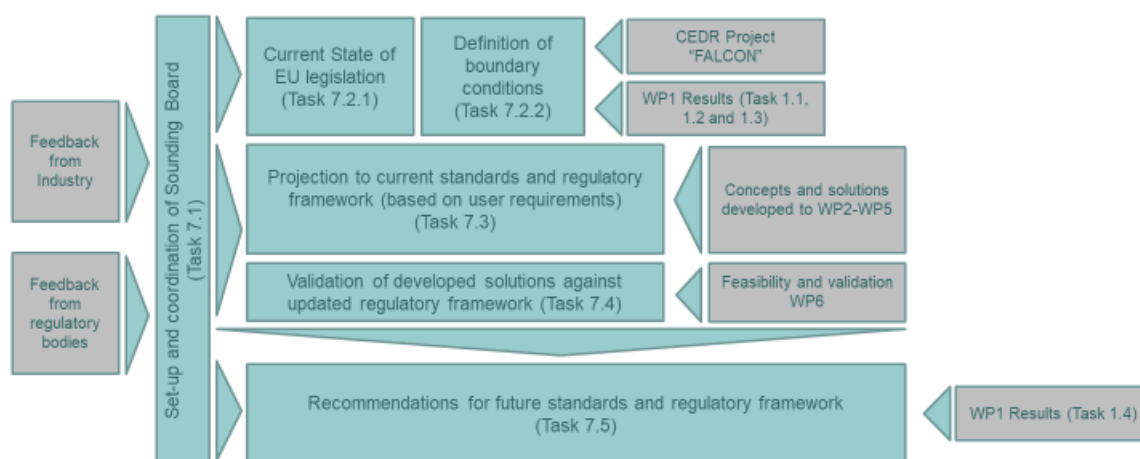 Feedback
from
Industry
Feedback
from
regulatory
bodies
Set-up and coordination of Sounding Board
(Task 7.1)
Current State of
EU legislation
(Task 7.2.1)
Definition of
boundary
conditions
(Task 7.2.2)
CEDR Project
“FALCON”
WP1 Results (Task 1.1,
1.2 and 1.3)
Projection to current standards and regulatory
framework (based on user requirements)
(Task 7.3)
Concepts and solutions
developed to WP2-WP5
Validation of developed solutions against
updated regulatory framework (Task 7.4)
Feasibility and validation
WP6
Recommendations for future standards and regulatory framework
(Task 7.5)
WP1 Results (Task 1.4)